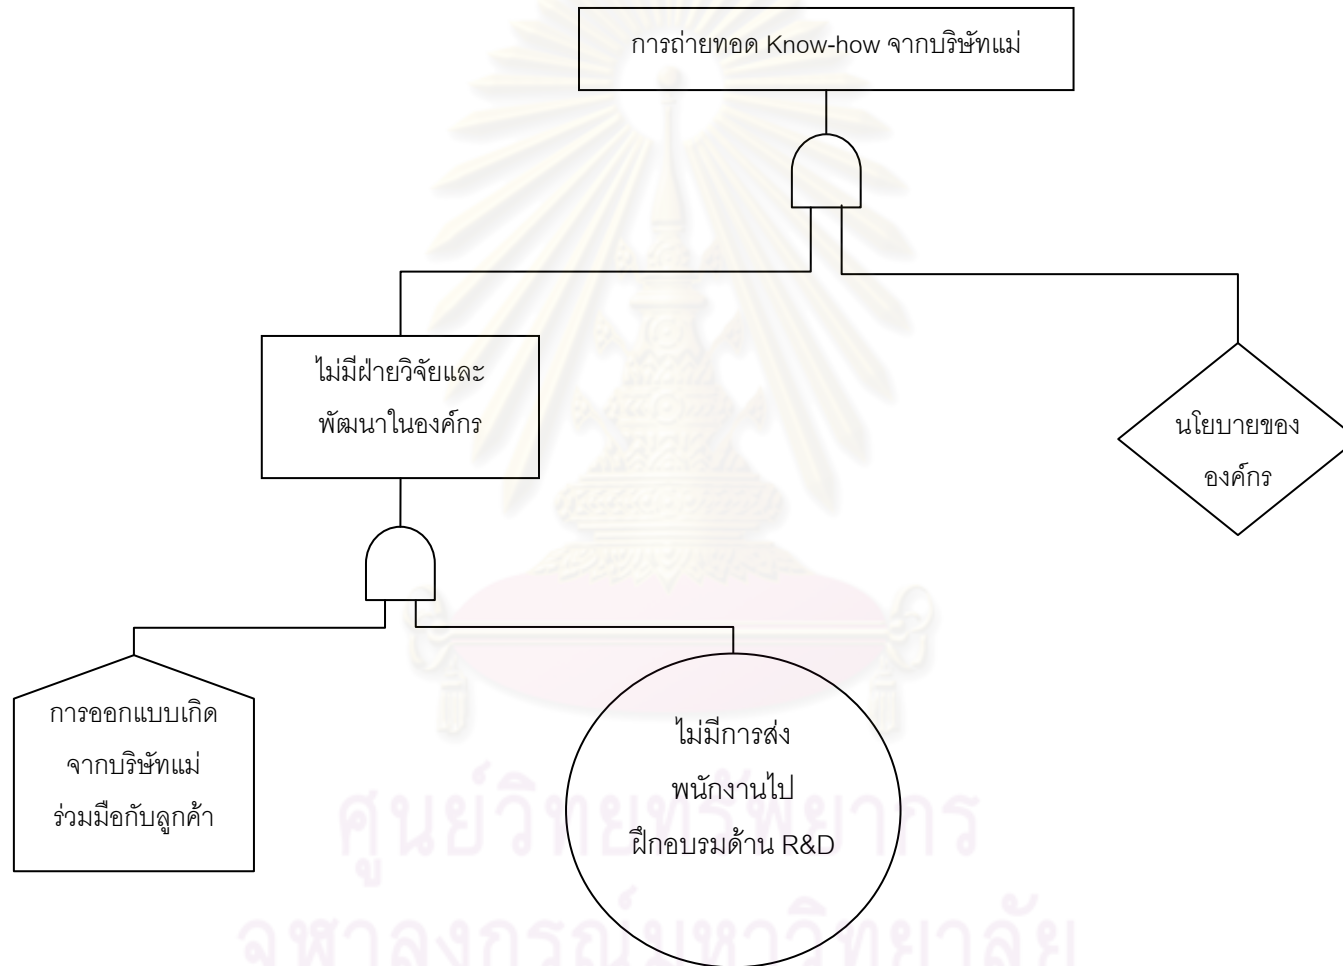 การถ่ายทอด Know-how จากบริษัทแม่
ไม่มีฝ่ายวิจัยและ
พัฒนาในองค์กร
นโยบายของ
องค์กร
การออกแบบเกิด
จากบริษัทแม่
ร่วมมือกับลูกค้า
ไม่มีการส่ง
พนักงานไป
ฝึกอบรมด้าน R&D
ศูนย์วิทยทรัพยากร
จุฬาลงกรณ์มหาวิทยาลัย